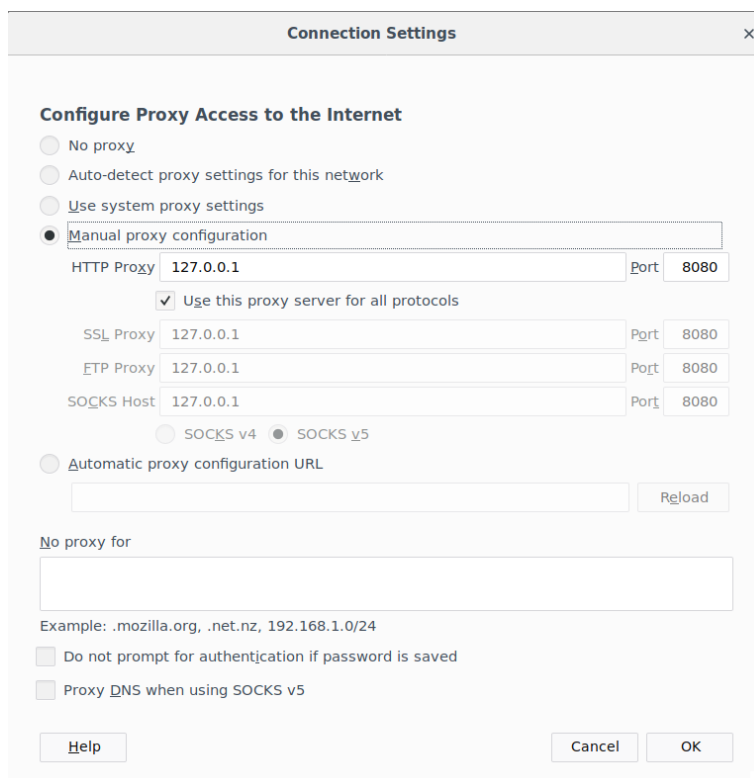 Connection Settings ×
Configure Proxy Access to the Internet
No proxy
Auto-detect proxy settings for this network
Use system proxy settings
Manual proxy configuration
HTTP Proxy 127.0.0.1 Port 8080
Use this proxy server for all protocols
SSL Proxy 127.0.0.1 Port 8080
FTP Proxy 127.0.0.1 Port 8080
SOCKS Host 127.0.0.1 Port 8080
SOCKS v4 SOCKS v5
Automatic proxy configuration URL
Reload
No proxy for
Example: .mozilla.org, .net.nz, 192.168.1.0/24
Do not prompt for authentication if password is saved
Proxy DNS when using SOCKS v5
Help Cancel OK